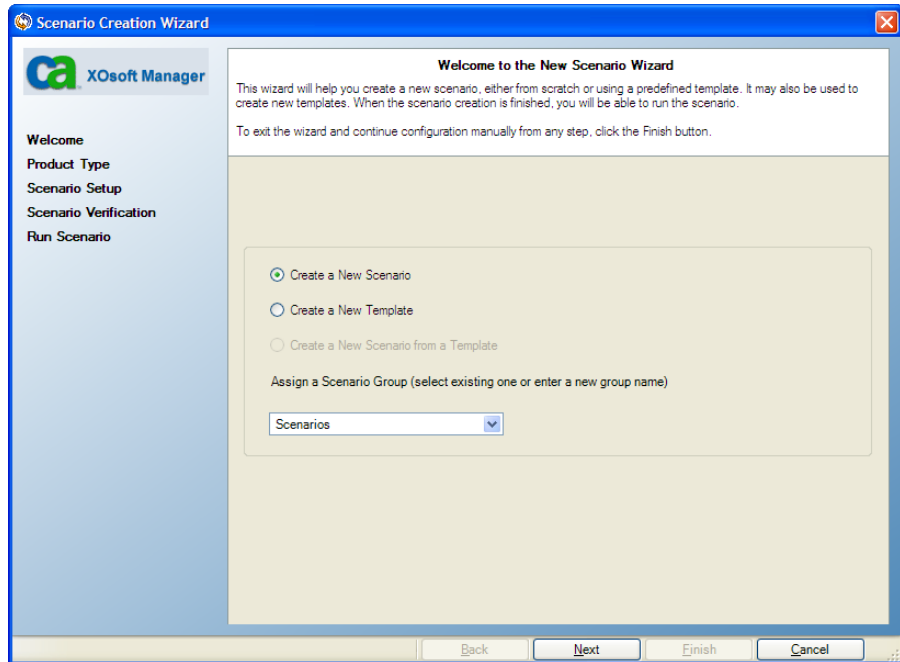 Scenario Creation Wizard
ca XOsoft Manager
Welcome
Product Type
Scenario Setup
Scenario Verification
Run Scenario
Welcome to the New Scenario Wizard
This wizard will help you create a new scenario, either from scratch or using a predefined template. It may also be used to
create new templates. When the scenario creation is finished, you will be able to run the scenario.
To exit the wizard and continue configuration manually from any step, click the Finish button.
Create a New Scenario
Create a New Template
Create a New Scenario from a Template
Assign a Scenario Group (select existing one or enter a new group name)
Scenarios
Back
Next
Finish
Cancel